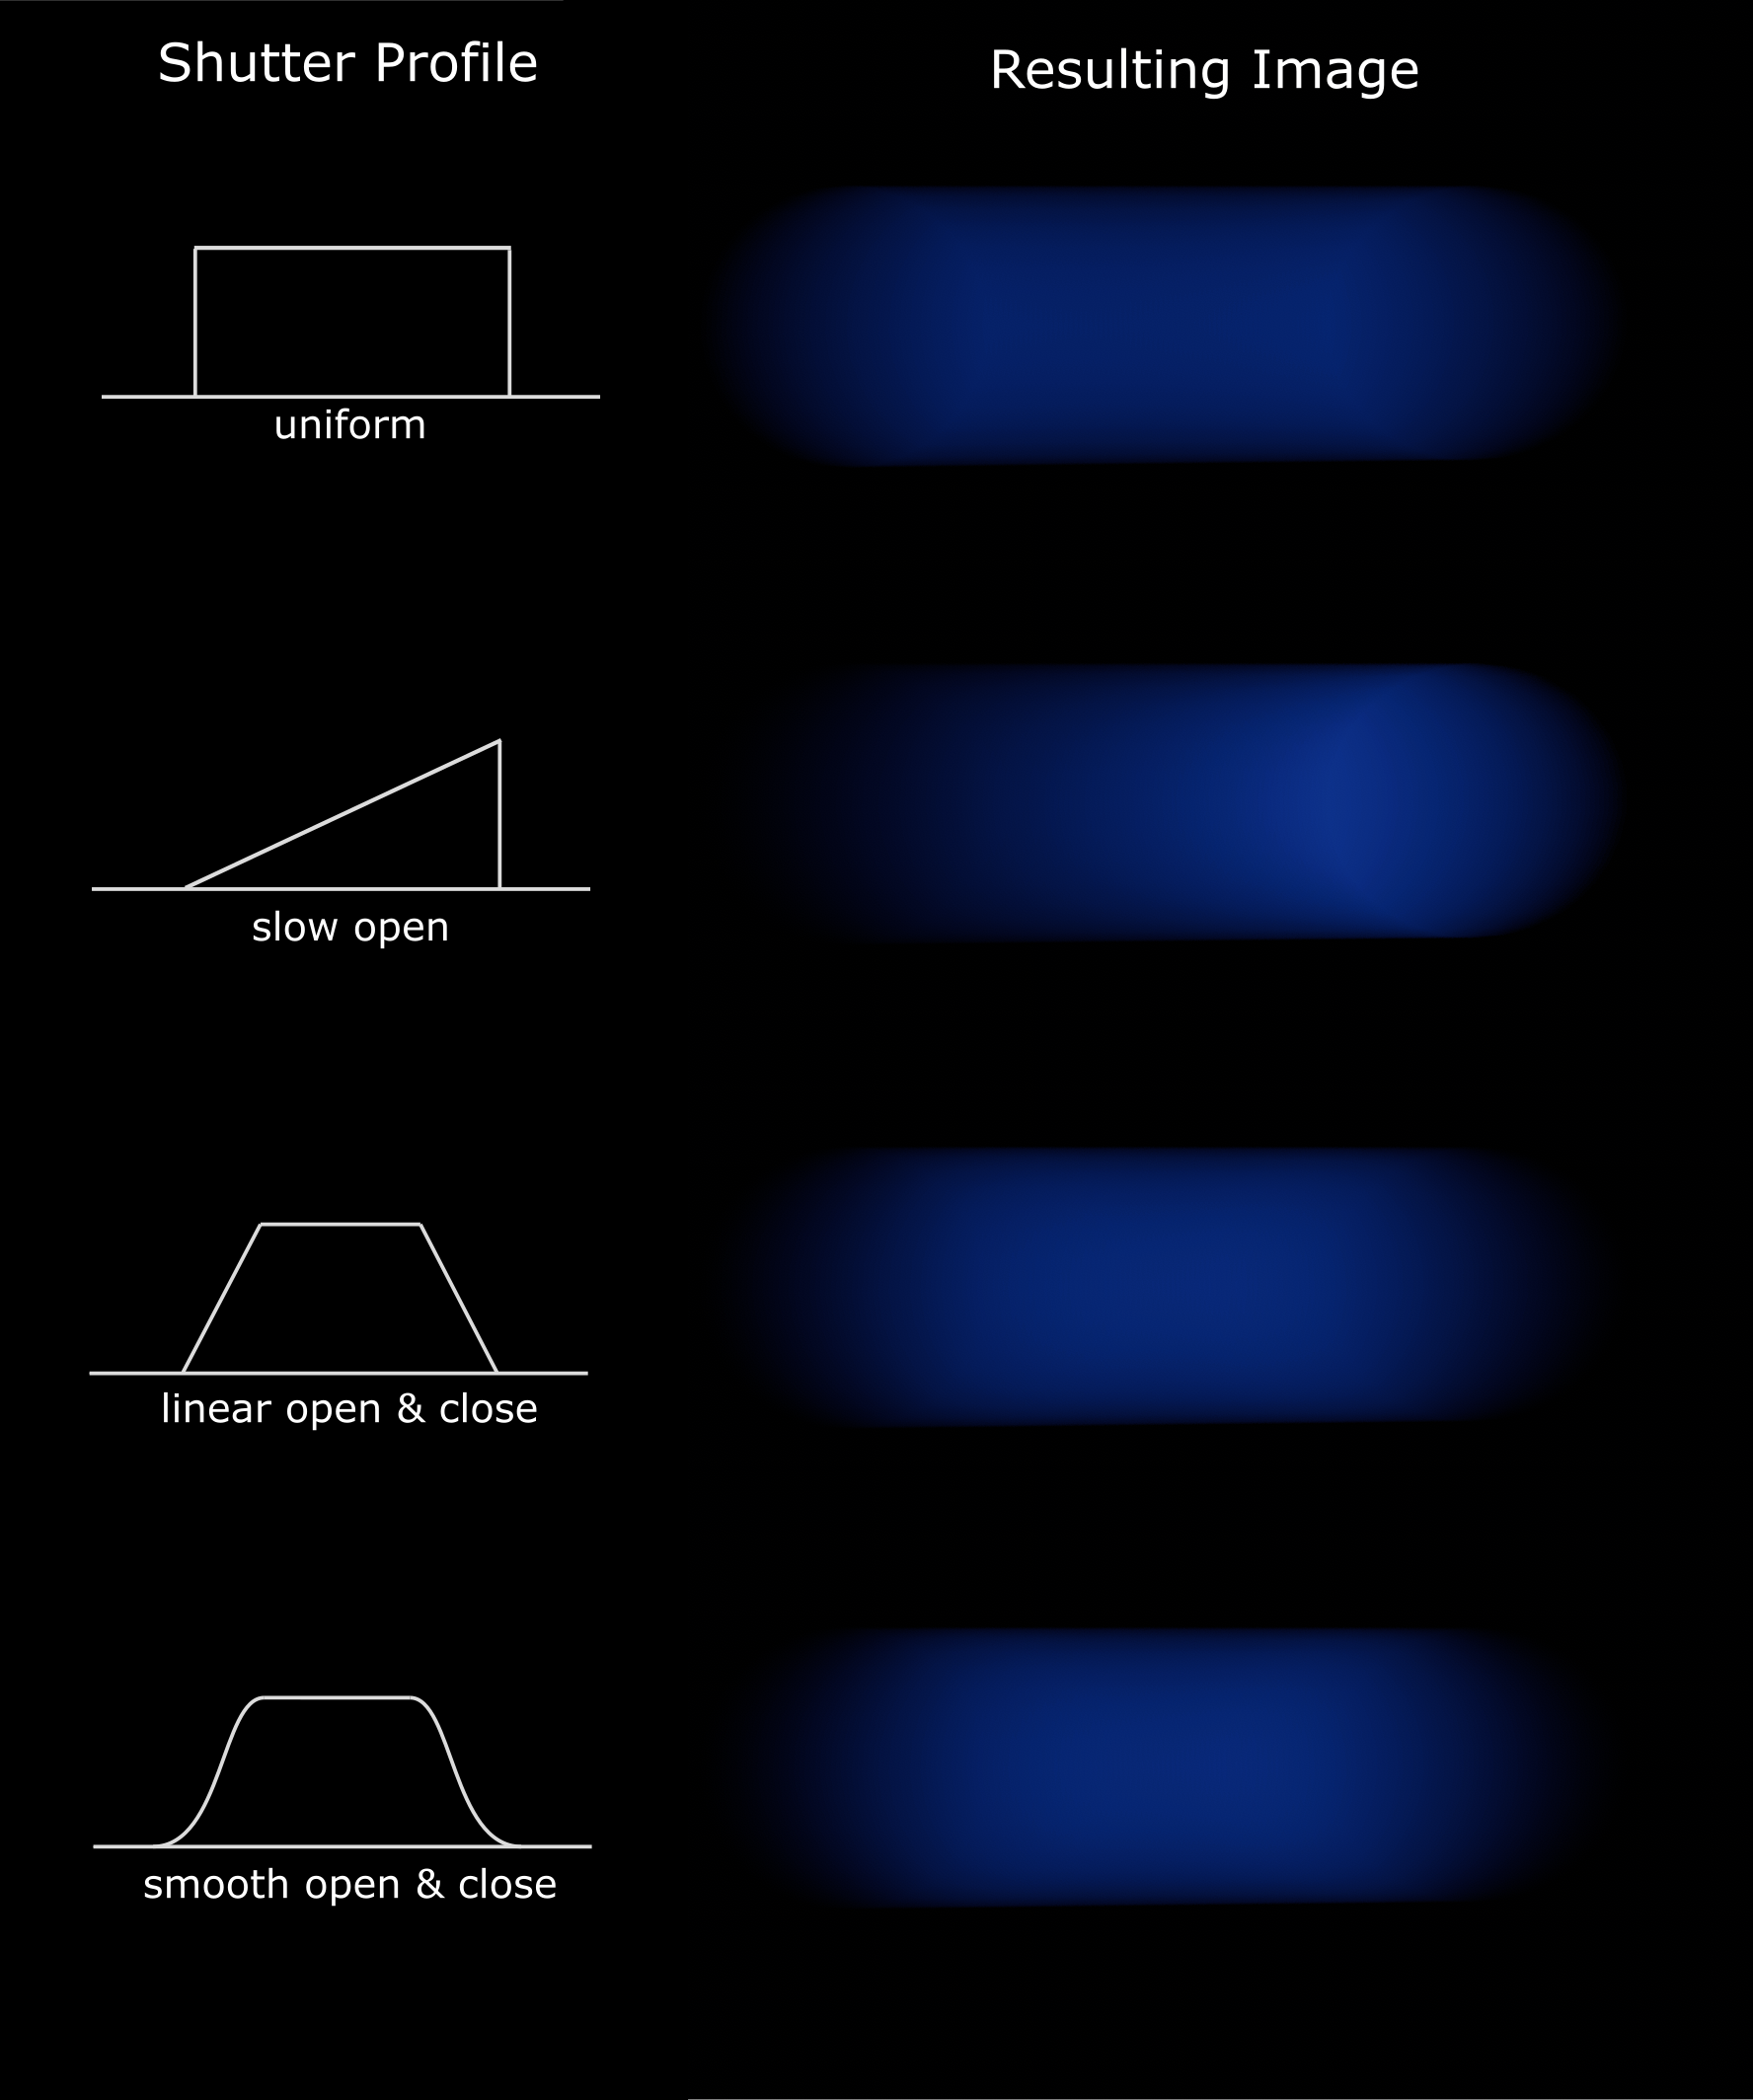 Shutter Profile
Resulting Image
uniform
slow open
linear open & close
smooth open & close